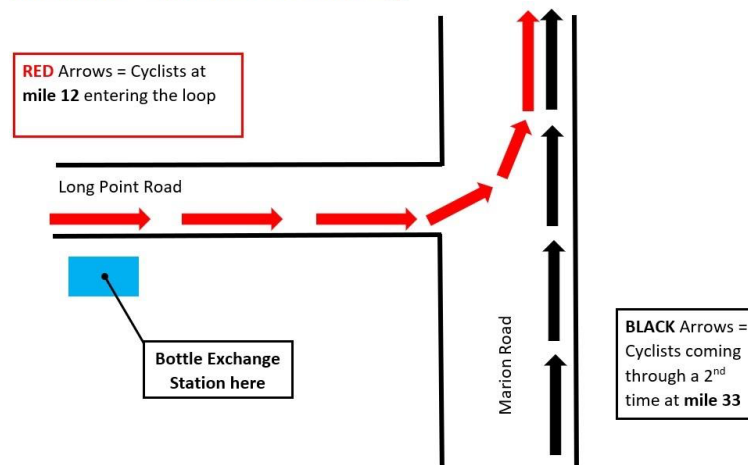 RED Arrows = Cyclists at
mile 12 entering the loop
Long Point Road
Bottle Exchange
Station here
Marion Road
BLACK Arrows =
Cyclists coming
through a 2nd
time at mile 33